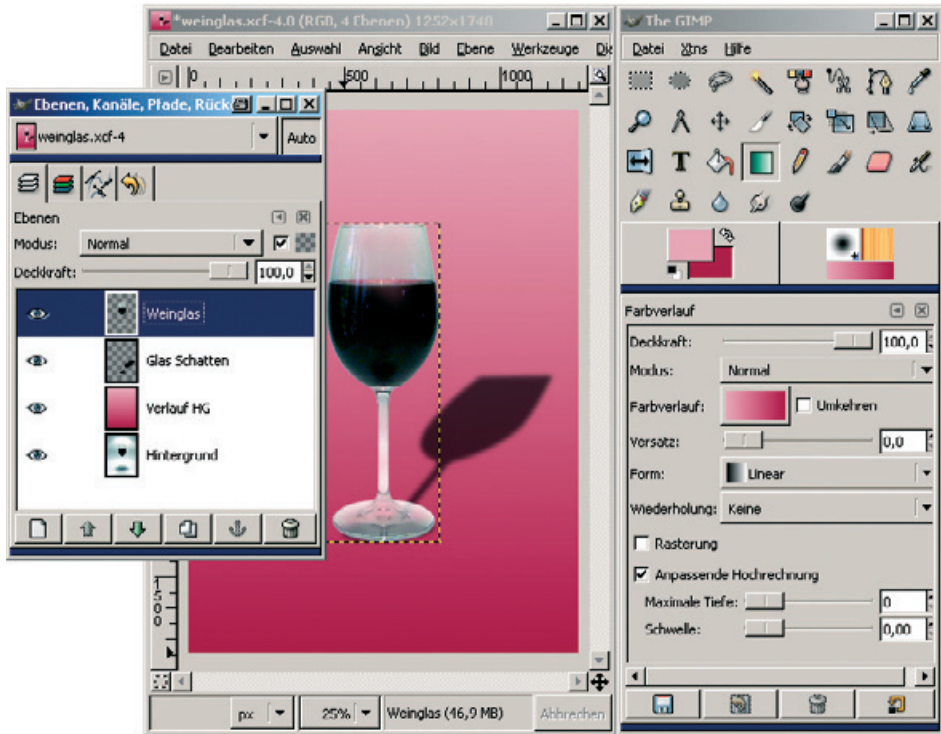 *weinglas.xcf-4.0 (RGB, 4 Ebenen) 1252x1740
Datei Bearbeiten Auswahl Ansicht Bild Ebene Werkzeuge
0 500 1000
1500
px 25% Weinglas (46,9 MB) Abbrechen
Ebenen, Kanäle, Pfade, Rück
weinglas.xcf-4 Auto
Ebenen
Modus: Normal
Deckkraft: 100,0
Weinglas
Glas Schatten
Verlauf HG
Hintergrund
The GIMP
Datei Xtns Hilfe
Farbverlauf
Deckkraft: 100,0
Modus: Normal
Farbverlauf: Umkehren
Versatz: 0,0
Form: Linear
Wiederholung: Keine
Rasterung
Anpassende Hochrechnung
Maximale Tiefe: 0
Schwelle: 0,00